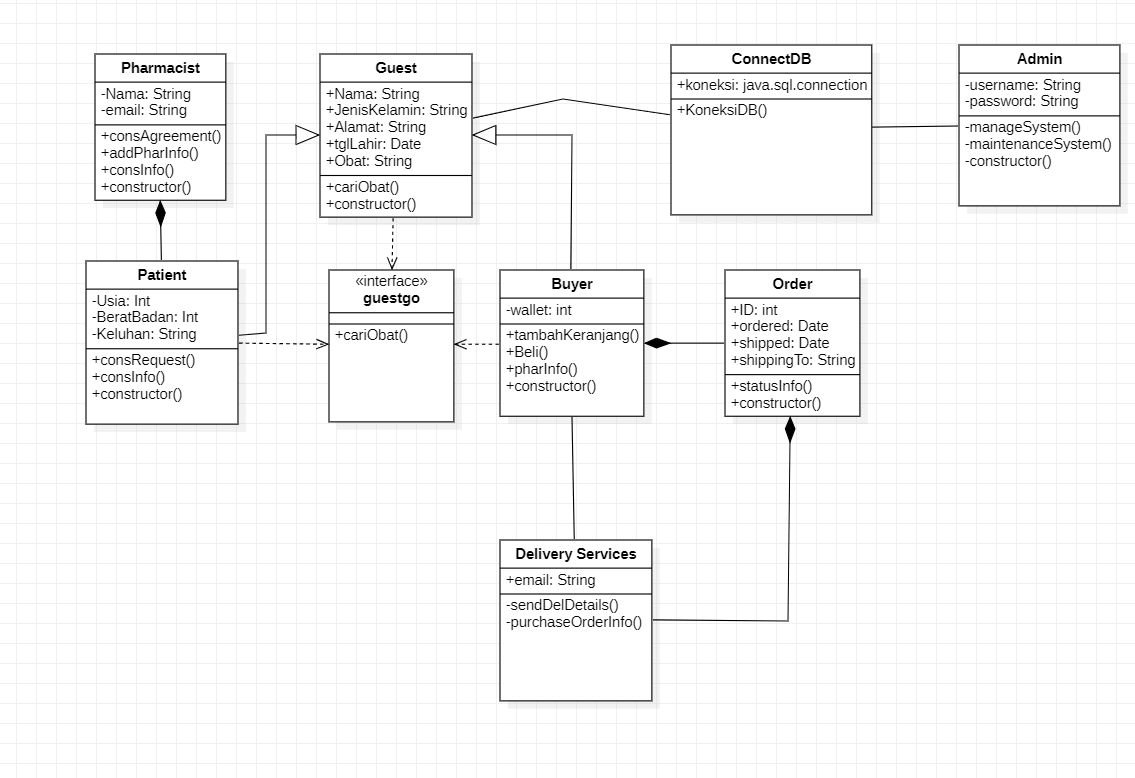 Pharmacist
-Nama: String
-email: String
+consAgreement()
+addPharInfo()
+consInfo()
+constructor()
Guest
+Nama: String
+JenisKelamin: String
+Alamat: String
+tglLahir: Date
+Obat: String
+cariObat()
+constructor()
ConnectDB
+koneksi: java.sql.connection
+KoneksiDB()
Admin
-username: String
-password: String
-manageSystem()
-maintenanceSystem()
-constructor()
Patient
-Usia: Int
-BeratBadan: Int
-Keluhan: String
+consRequest()
+consInfo()
+constructor()
«interface»
guestgo
+cariObat()
Buyer
-wallet: int
+tambahKeranjang()
+Beli()
+pharInfo()
+constructor()
Order
+ID: int
+ordered: Date
+shipped: Date
+shippingTo: String
+statusInfo()
+constructor()
Delivery Services
+email: String
-sendDelDetails()
-purchaseOrderInfo()